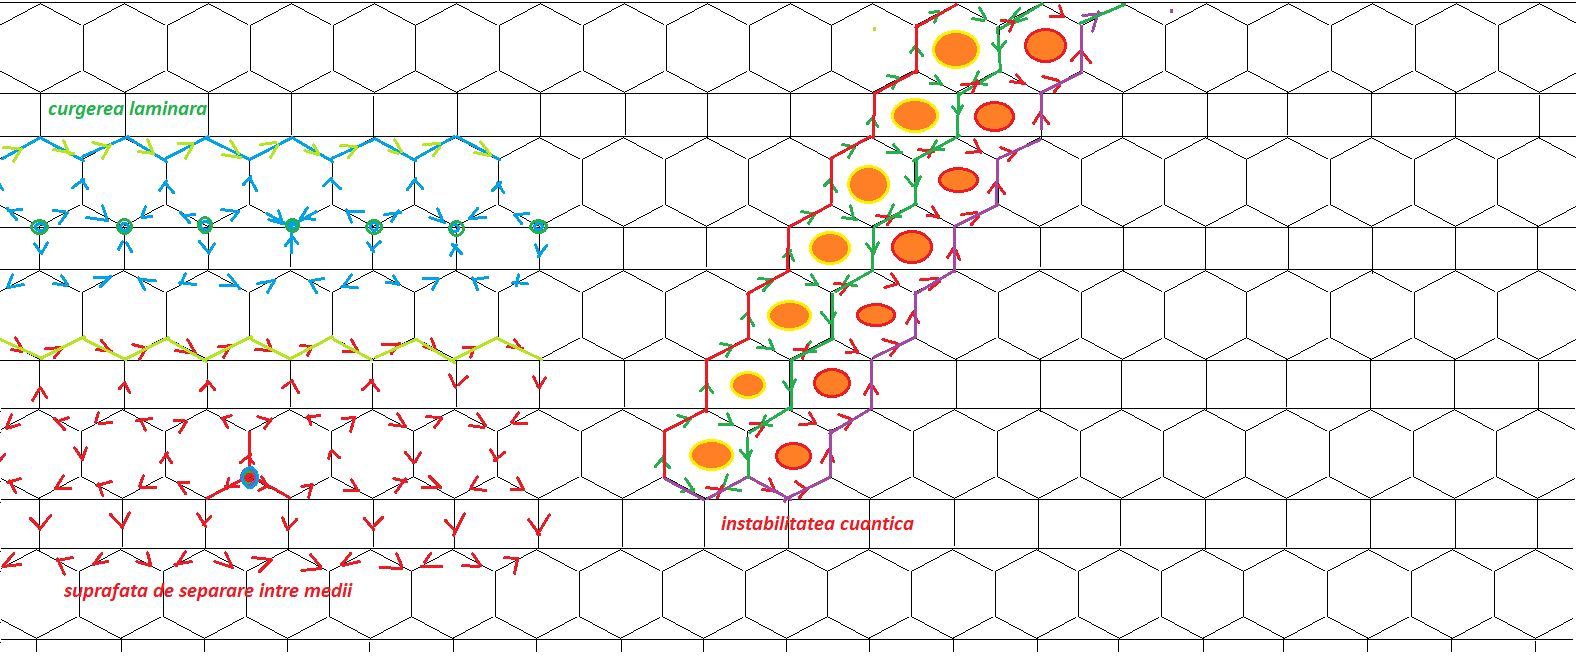 curgerea laminara
instabilitatea cuantica
suprafata de separare intre medii